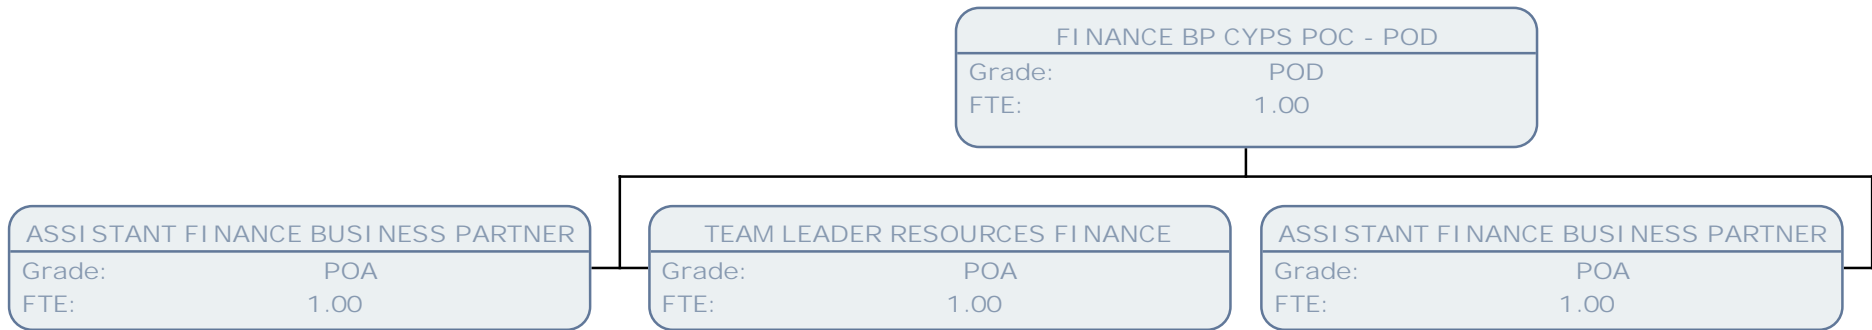 FINANCE BP CYPS POC - POD
Grade: POD
FTE: 1.00
ASSISTANT FINANCE BUSINESS PARTNER
Grade: POA
FTE: 1.00
TEAM LEADER RESOURCES FINANCE
Grade: POA
FTE: 1.00
ASSISTANT FINANCE BUSINESS PARTNER
Grade: POA
FTE: 1.00